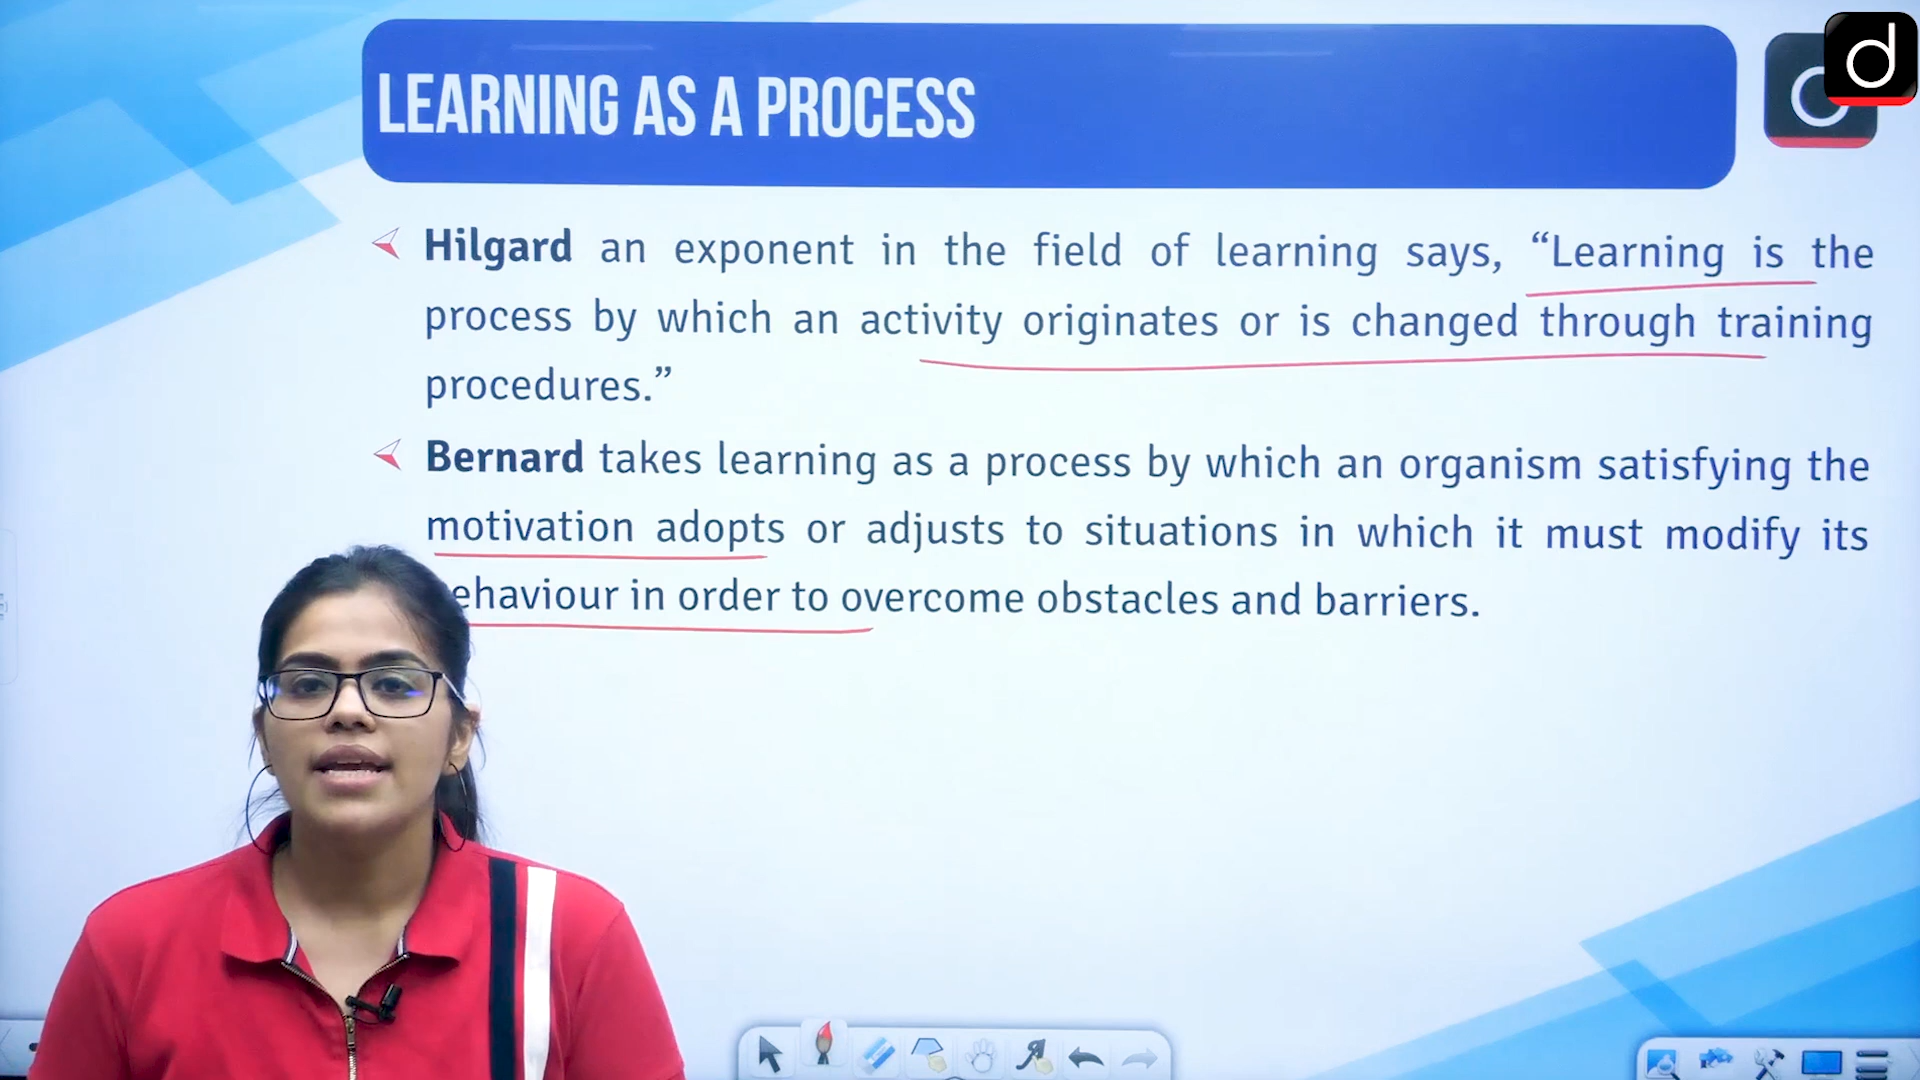 LEARNING AS A PROCESS
d
Hilgard an exponent in the field of learning says, “Learning is the
process by which an activity originates or is changed through training
procedures.”
Bernard takes learning as a process by which an organism satisfying the
motivation adopts or adjusts to situations in which it must modify its
ehaviour in order to overcome obstacles and barriers.